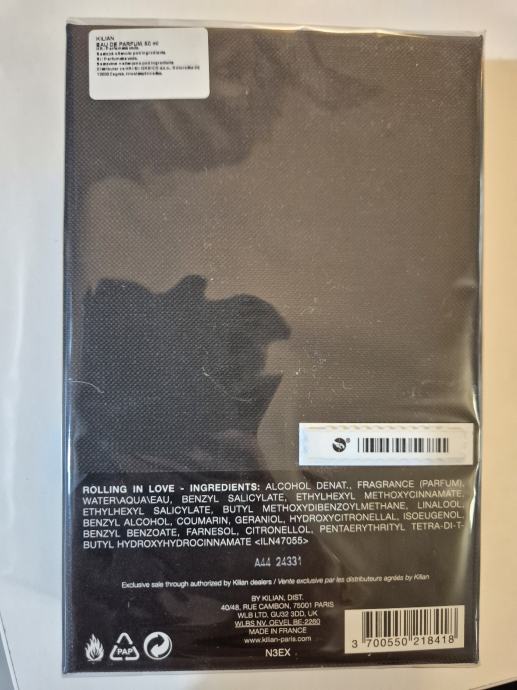 KILIAN
EAU DE PARFUM, 50 ml
ROLLING IN LOVE - INGREDIENTS: ALCOHOL DENAT., FRAGRANCE (PARFUM),
WATER\AQUA\EAU, BENZYL SALICYLATE, ETHYLHEXYL METHOXYCINNAMATE,
ETHYLHEXYL SALICYLATE, BUTYL METHOXYDIBENZOYLMETHANE, LINALOOL,
BENZYL ALCOHOL, COUMARIN, GERANIOL, HYDROXYCITRONELLAL, ISOEUGENOL,
BENZYL BENZOATE, FARNESOL, CITRONELLOL, PENTAERYTHRITYL TETRA-DI-T-
BUTYL HYDROXYHYDROCINNAMATE <ILN47055>
A44 24331
Exclusive sale through authorized by Kilian dealers / Vente exclusive par les distributeurs agréés by Kilian
BY KILIAN, DIST.
40/48, RUE CAMBON, 75001 PARIS
WLB LTD, GU32 3DD, UK
WLBS NV, OEVEL BE-2260
MADE IN FRANCE
www.kilian-paris.com
N3EX
PAP
3 700550 218418